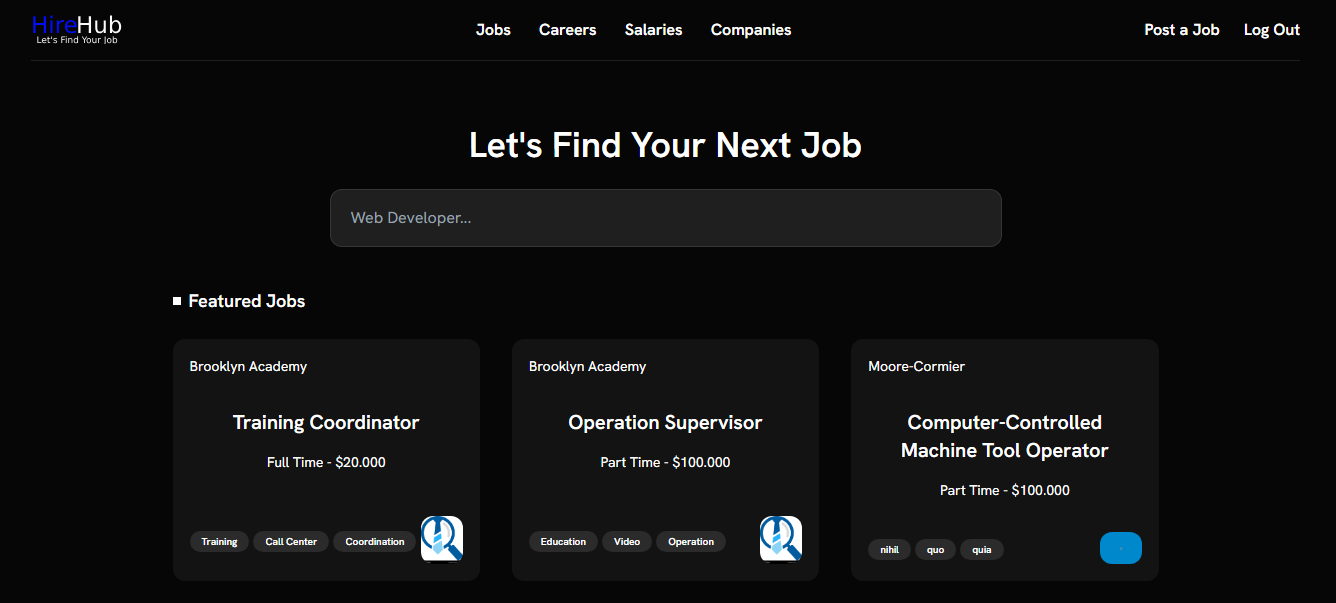 HireHub
Let's Find Your Job
Jobs Careers Salaries Companies
Post a Job Log Out
Let's Find Your Next Job
Web Developer...
Featured Jobs
Brooklyn Academy
Training Coordinator
Full Time - $20.000
Training Call Center Coordination
Brooklyn Academy
Operation Supervisor
Part Time - $100.000
Education Video Operation
Moore-Cormier
Computer-Controlled
Machine Tool Operator
Part Time - $100.000
nihil quo quia